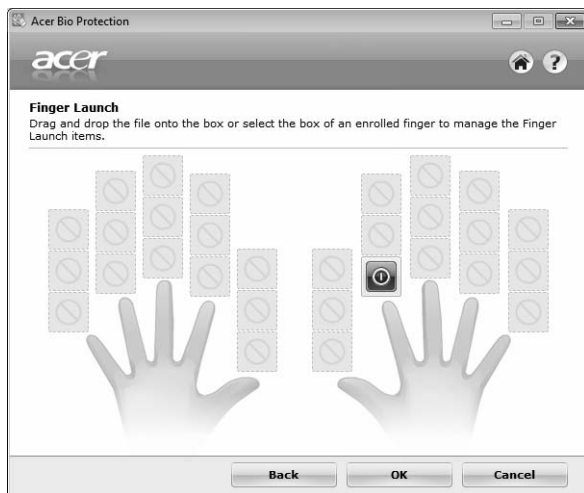 Acer Bio Protection
acer
?
Finger Launch
Drag and drop the file onto the box or select the box of an enrolled finger to manage the Finger
Launch items.
Back
OK
Cancel